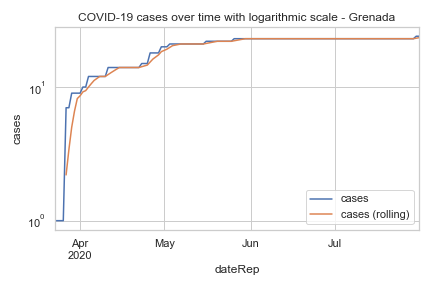 COVID-19 cases over time with logarithmic scale - Grenada
cases
10¹
10⁰
cases
cases (rolling)
Apr
2020
May
Jun
Jul
dateRep